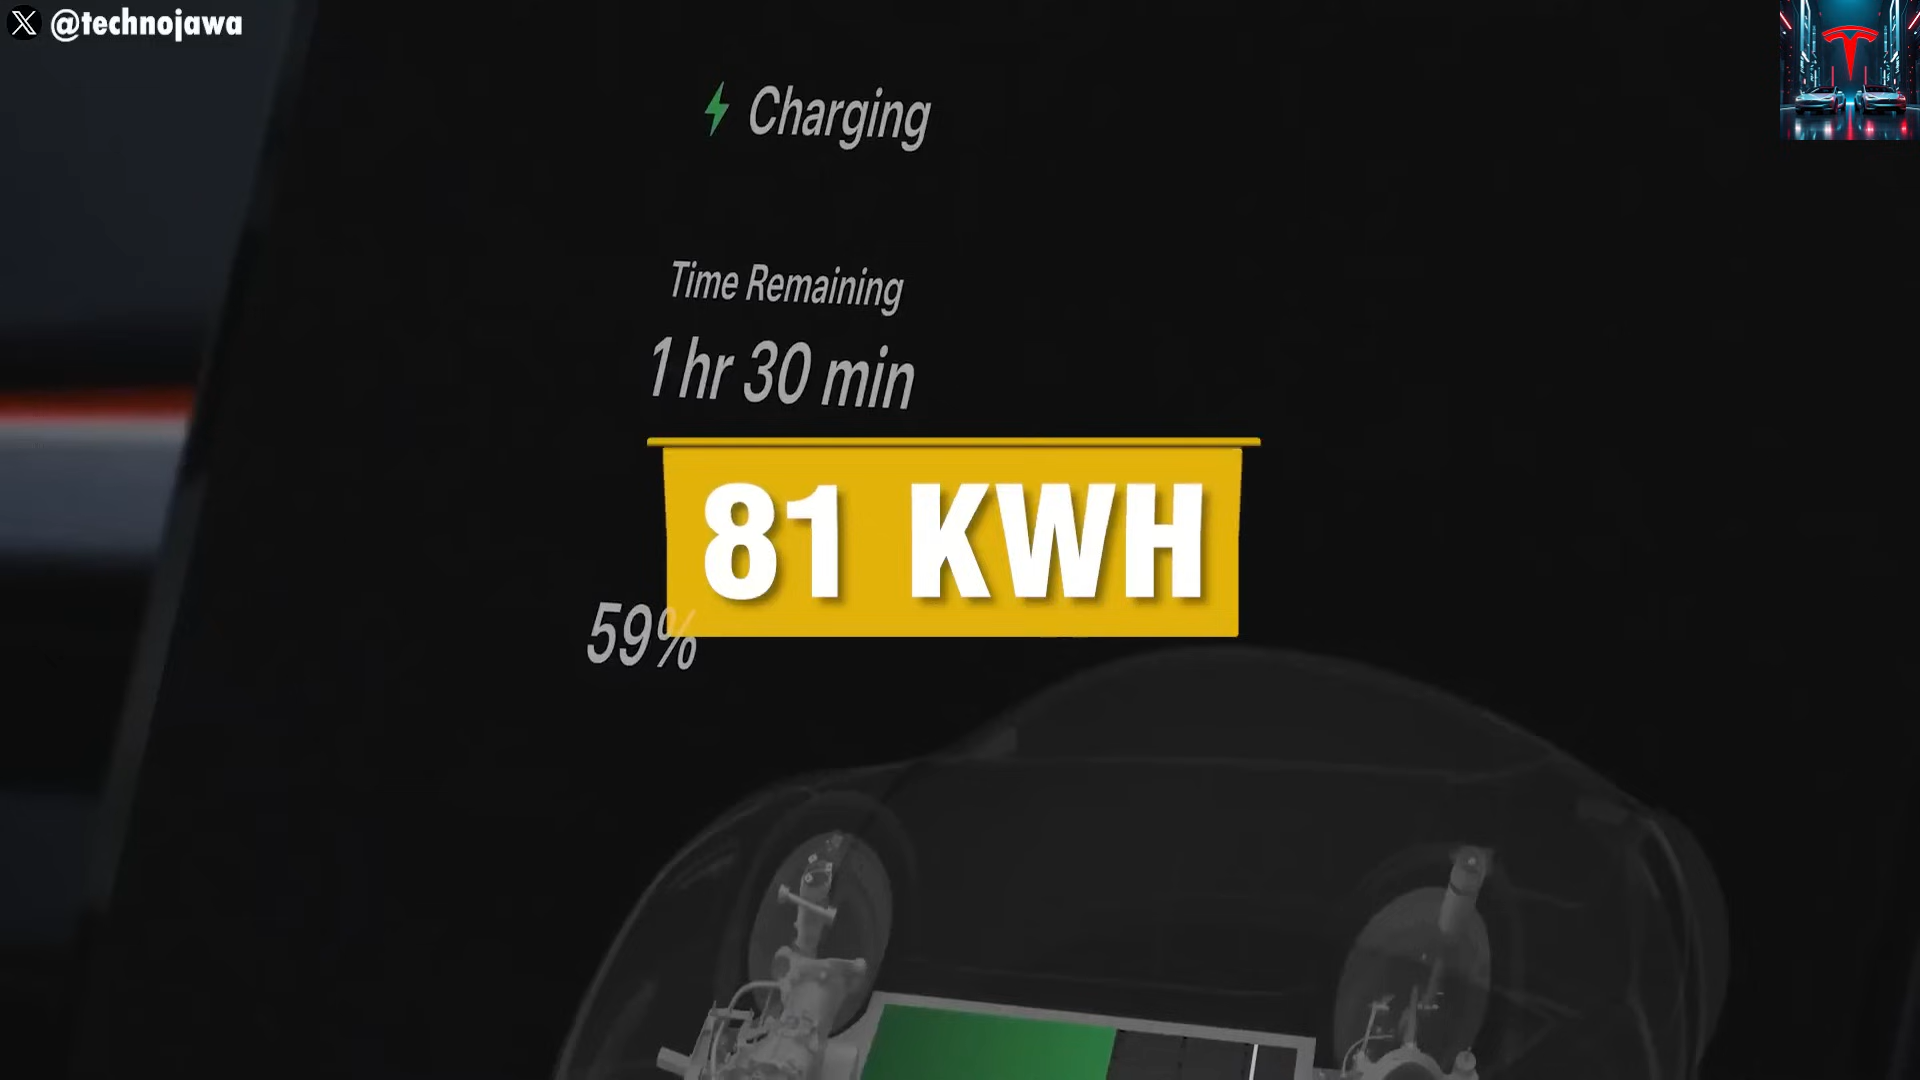 @technojawa
Charging
Time Remaining
1 hr 30 min
81 KWH
59%